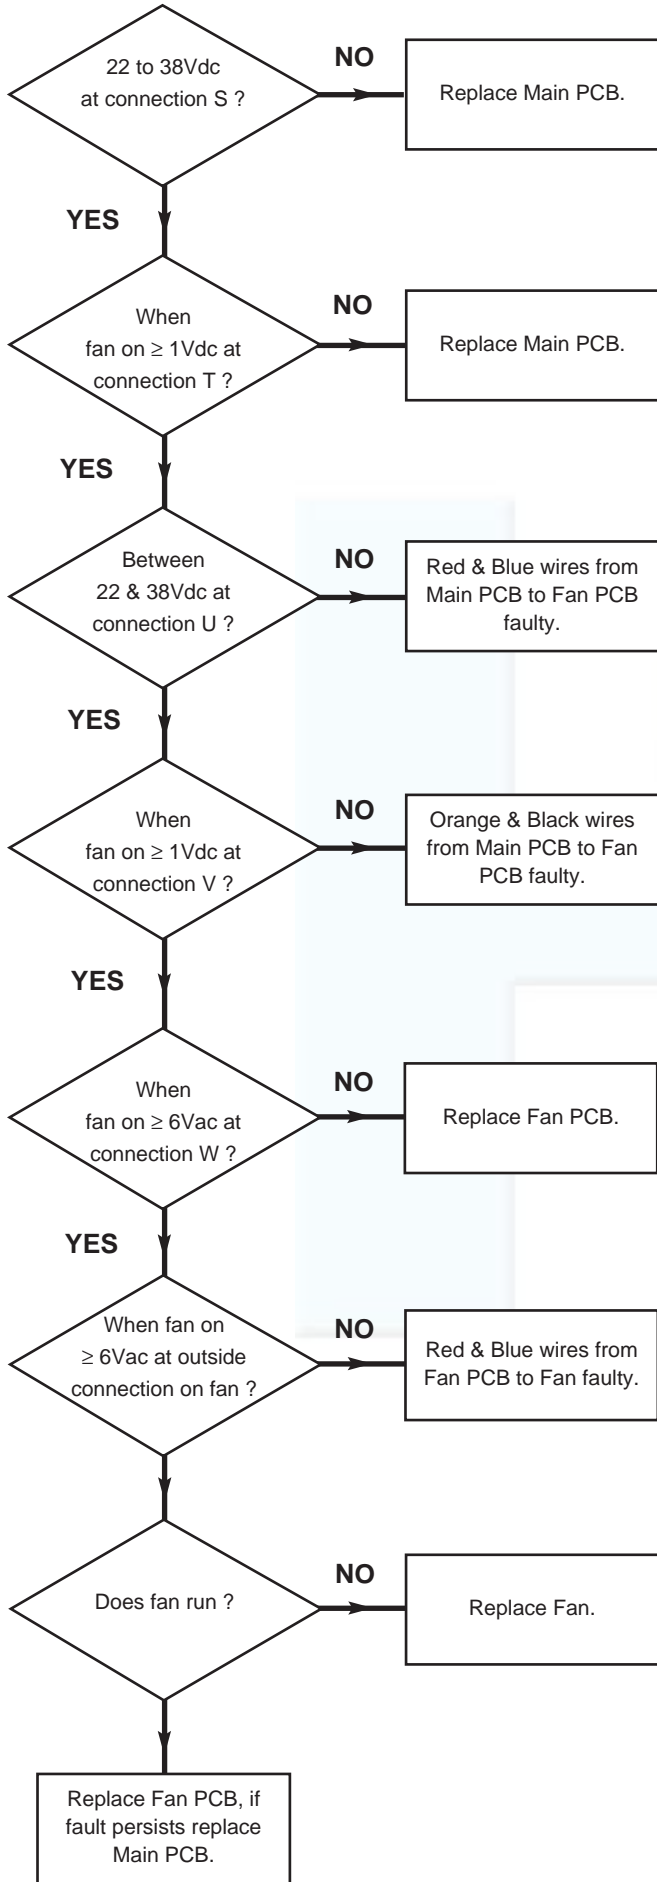 22 to 38Vdc
at connection S ?
NO
Replace Main PCB.
YES
When
fan on ≥ 1Vdc at
connection T ?
NO
Replace Main PCB.
YES
Between
22 & 38Vdc at
connection U ?
NO
Red & Blue wires from
Main PCB to Fan PCB
faulty.
YES
When
fan on ≥ 1Vdc at
connection V ?
NO
Orange & Black wires
from Main PCB to Fan
PCB faulty.
YES
When
fan on ≥ 6Vac at
connection W ?
NO
Replace Fan PCB.
YES
When fan on
≥ 6Vac at outside
connection on fan ?
NO
Red & Blue wires from
Fan PCB to Fan faulty.
Does fan run ?
NO
Replace Fan.
Replace Fan PCB, if
fault persists replace
Main PCB.